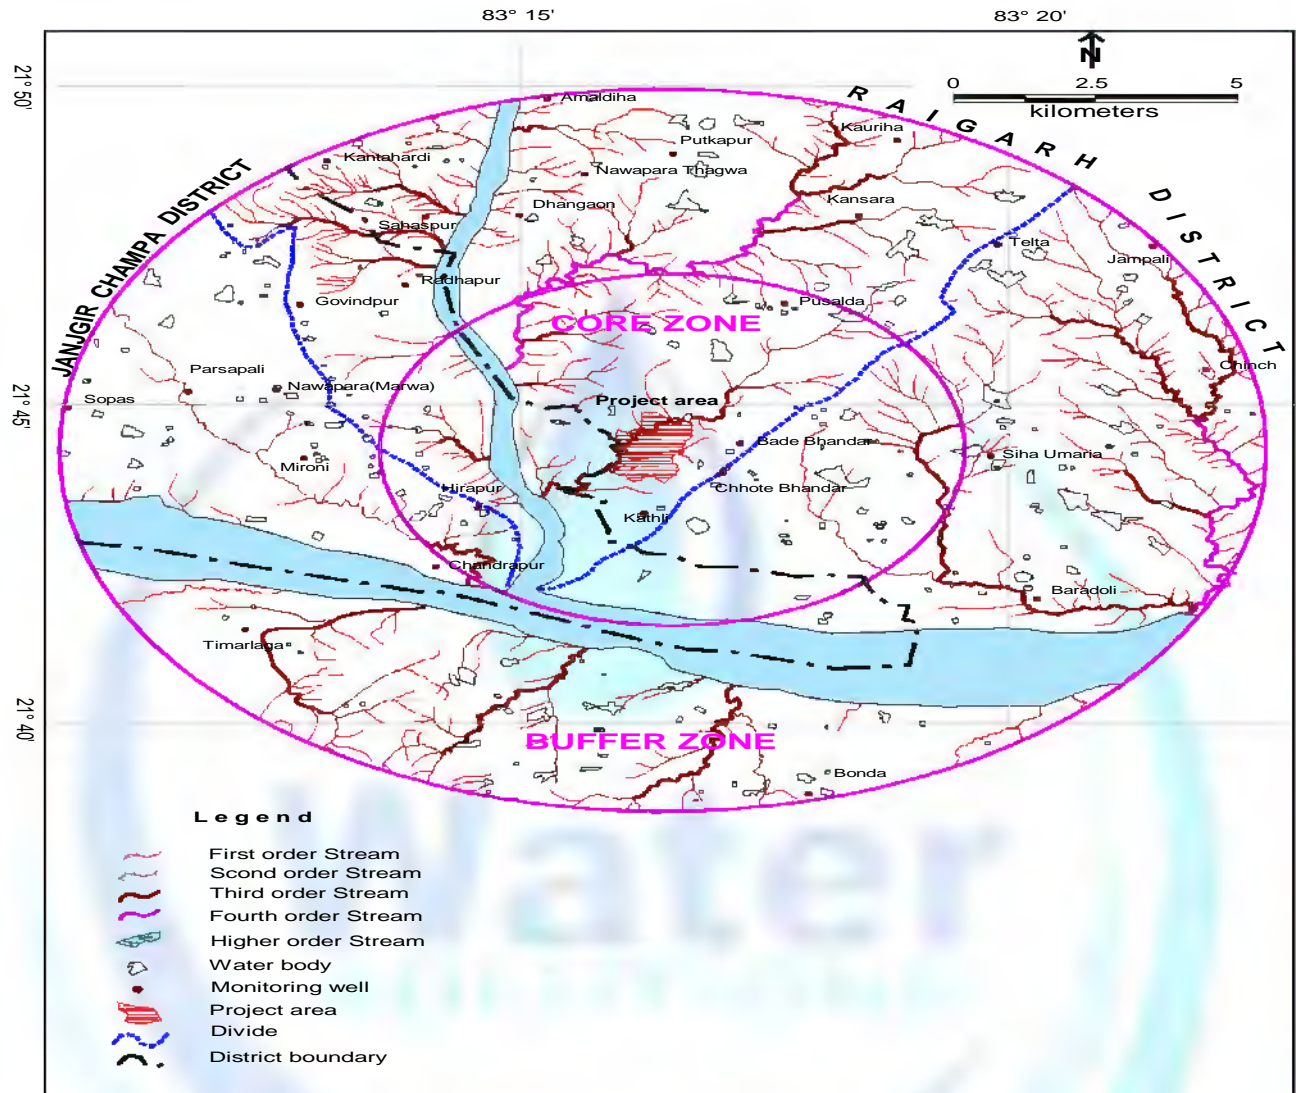 83° 15'
83° 20'
21° 50'
21° 45'
21° 40'
N
0 2.5 5
kilometers
RAIGARH DISTRICT
JANJGIR CHAMPA DISTRICT
Amaldiha
Kauriha
Putkapur
Kantahardi
Nawapara Thagwa
Kansara
Dhangaon
Sahaspur
Telta
Jampali
Radhapur
Govindpur
Pusalda
CORE ZONE
Chinch
Parsapali
Nawapara(Marwa)
Sopas
Project area
Bade Bhandar
Siha Umaria
Mironi
Hirapur
Chhote Bhandar
Kathli
Chandrapur
Baradoli
Timarlaga
BUFFER ZONE
Bonda
Legend
First order Stream
Scond order Stream
Third order Stream
Fourth order Stream
Higher order Stream
Water body
Monitoring well
Project area
Divide
District boundary
Water